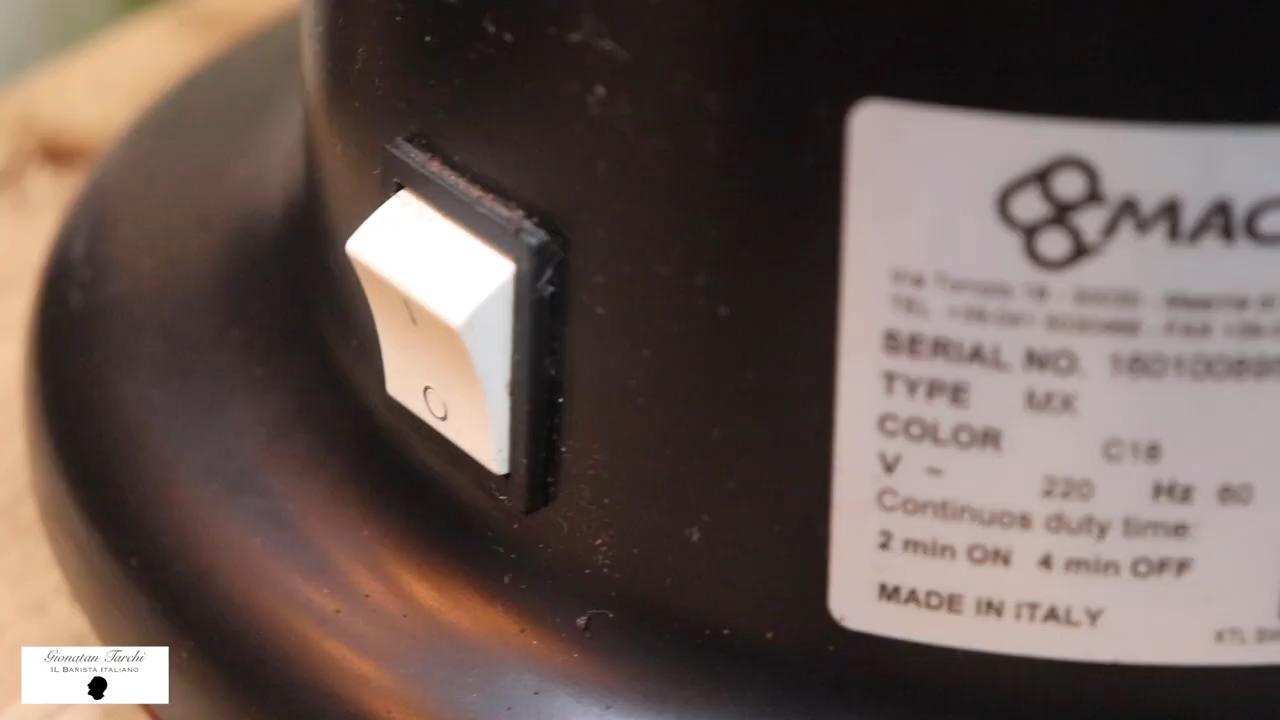 MAC
SERIAL NO.
TYPE MX
COLOR C18
V ~ 220 Hz 60
Continuos duty time:
2 min ON 4 min OFF
MADE IN ITALY
Gionatan Tarchi
IL BARISTA ITALIANO